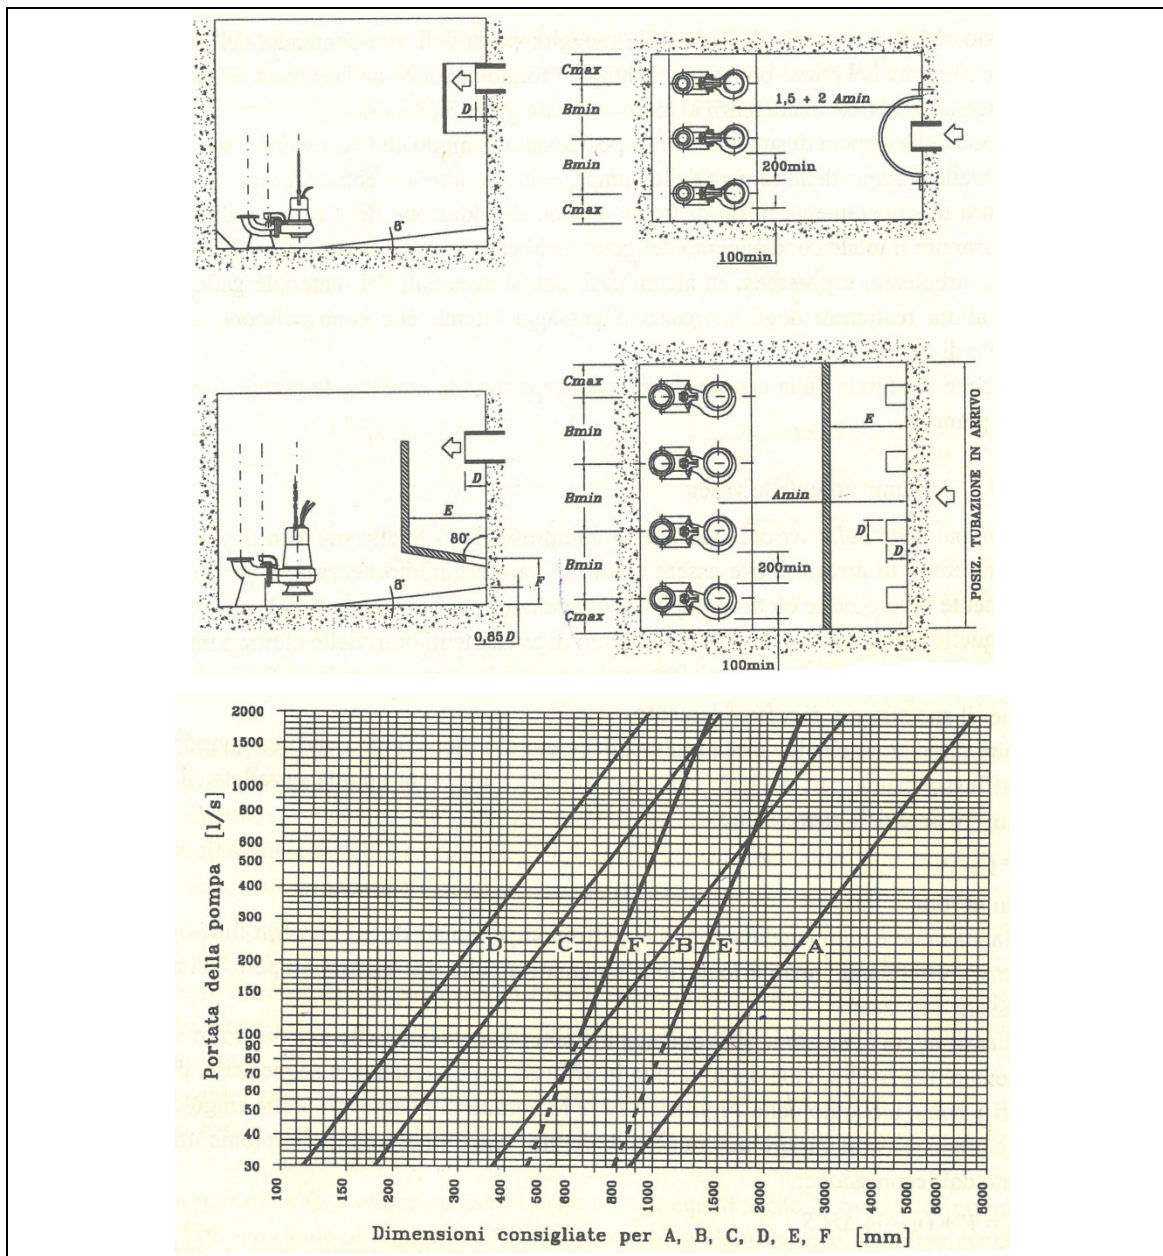 D
8°
Cmax
Bmin
Bmin
Cmax
1,5 + 2 Amin
200min
100min
D
E
60°
F
8°
0,85 D
Cmax
Bmin
Bmin
Bmin
Cmax
E
Amin
D
D
200min
100min
POSIZ. TUBAZIONE IN ARRIVO
Portata della pompa [l/s]
2000
1500
1000
800
600
500
400
300
200
150
100
90
80
70
60
50
40
30
D C F B E A
100 150 200 300 400 500 600 800 1000 1500 2000 3000 4000 5000 6000 8000
Dimensioni consigliate per A, B, C, D, E, F [mm]